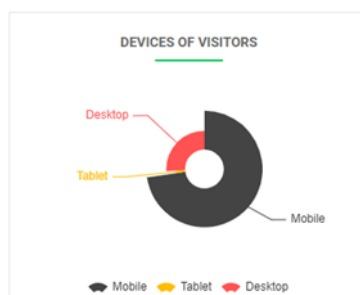 DEVICES OF VISITORS
Desktop
Tablet
Mobile
Mobile Tablet Desktop